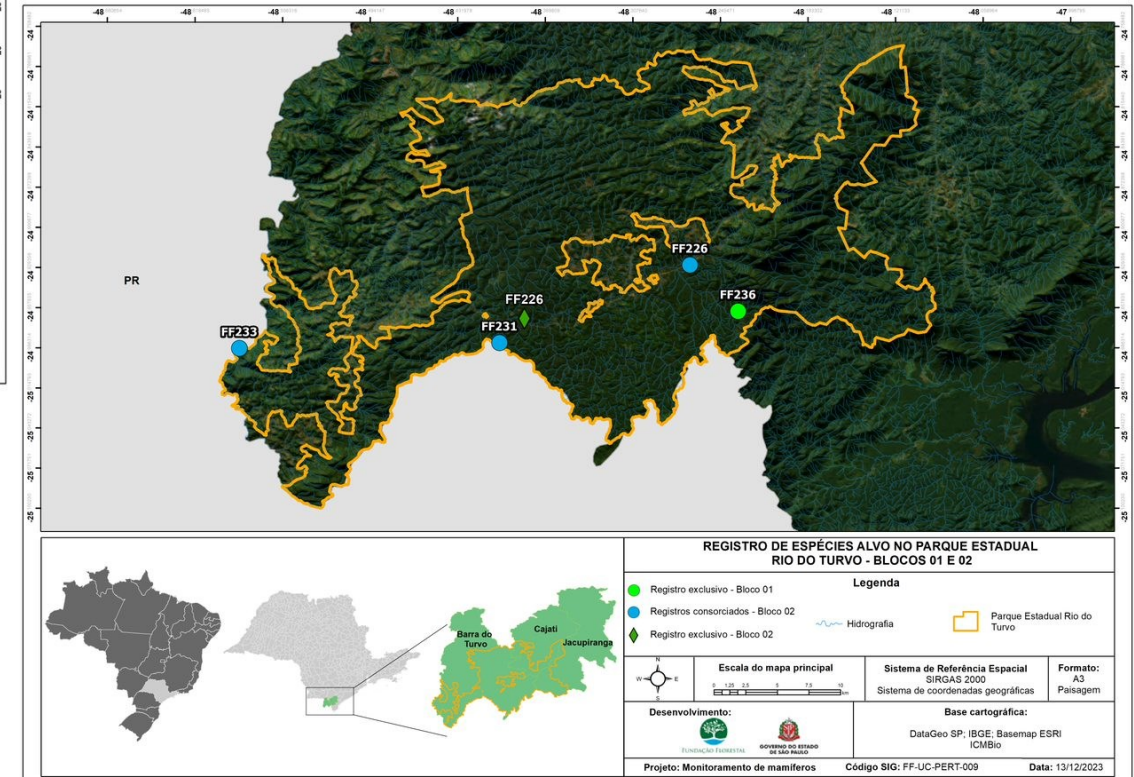 -48
-48
-48
-48
-48
-48
-48
-48
-48
-48
-48
-47
-24
-24
-24
-24
-24
-24
-24
-24
-24
-25
-25
-25
-25
PR
FF226
FF236
FF226
FF231
FF233
Barra do
Turvo
Cajati
Jacupiranga
REGISTRO DE ESPÉCIES ALVO NO PARQUE ESTADUAL
RIO DO TURVO - BLOCOS 01 E 02
Legenda
Registro exclusivo - Bloco 01
Registros consorciados - Bloco 02
Registro exclusivo - Bloco 02
Hidrografia
Parque Estadual Rio do
Turvo
N
W
E
S
Escala do mapa principal
0 1,25 2,5 5 7,5 10
km
Sistema de Referência Espacial
SIRGAS 2000
Sistema de coordenadas geográficas
Formato:
A3
Paisagem
Desenvolvimento:
FUNDAÇÃO FLORESTAL
GOVERNO DO ESTADO
DE SÃO PAULO
Base cartográfica:
DataGeo SP; IBGE; Basemap ESRI
ICMBio
Projeto: Monitoramento de mamíferos
Código SIG: FF-UC-PERT-009
Data: 13/12/2023